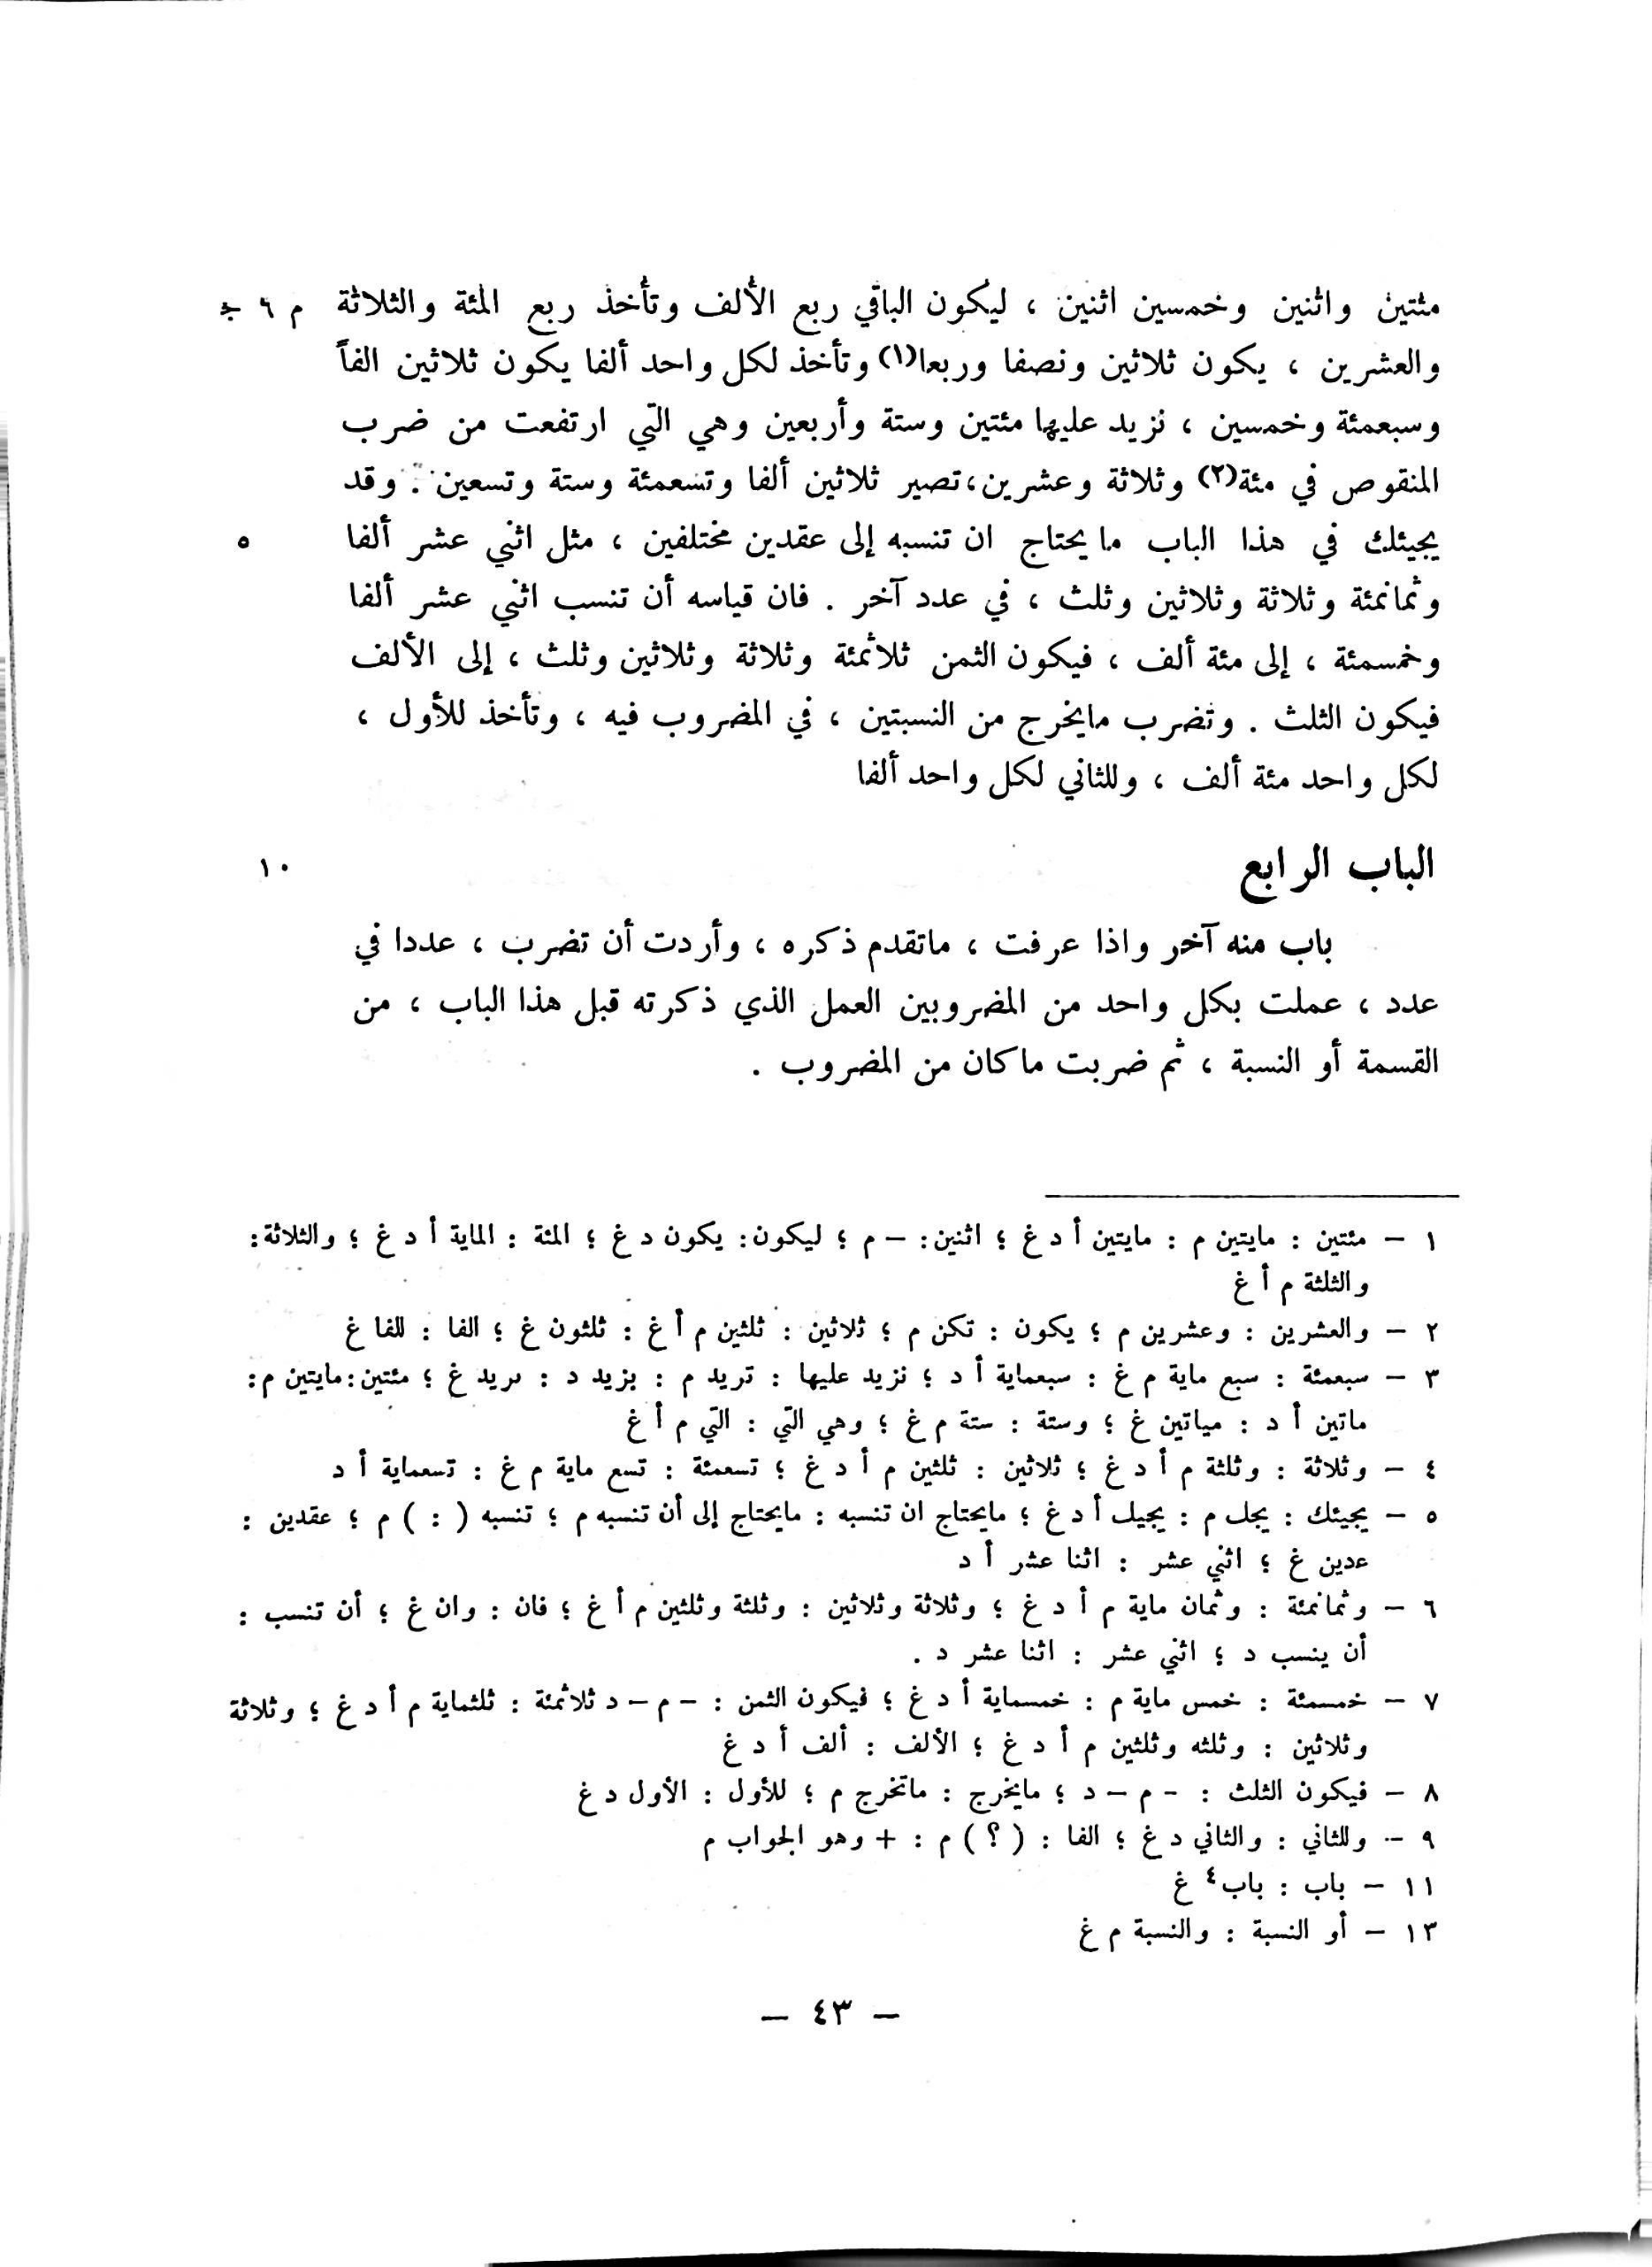 مئتين واثنين وخمسين اثنين ، ليكون الباقي ربع الألف وتأخذ ربع المئة والثلاثة م ٩ جـ
والعشرين ، يكون ثلاثين ونصفا وربعا(١) وتأخذ لكل واحد ألفا يكون ثلاثين الفاً
وسبعمئة وخمسين ، نزيد عليها مئتين وستة وأربعين وهي التي ارتفعت من ضرب
المنقوص في مئة(٢) وثلاثة وعشرين،تصير ثلاثين ألفا وتسعمئة وستة وتسعين . وقد
يجيئك في هذا الباب ما يحتاج ان تنسبه إلى عقدين مختلفين ، مثل اثني عشر ألفا ٥
وثمانمئة وثلاثة وثلاثين وثلث ، في عدد آخر . فان قياسه أن تنسب اثني عشر ألفا
وخمسمئة ، إلى مئة ألف ، فيكون الثمن ثلاثمئة وثلاثة وثلاثين وثلث ، إلى الألف
فيكون الثلث . وتضرب مايخرج من النسبتين ، في المضروب فيه ، وتأخذ للأول ،
لكل واحد مئة ألف ، وللثاني لكل واحد ألفا
الباب الرابع ١٠
باب منه آخر واذا عرفت ، ماتقدم ذكره ، وأردت أن تضرب ، عددا في
عدد ، عملت بكل واحد من المضروبين العمل الذي ذكرته قبل هذا الباب ، من
القسمة أو النسبة ، ثم ضربت ماكان من المضروب .
١ — مئتين : مايتين م : مايتين أ د غ ؛ اثنين : — م ؛ ليكون : يكون د غ ؛ المئة : الماية أ د غ ؛ والثلاثة :
والثلثة م أ غ
٢ — والعشرين : وعشرين م ؛ يكون : تكن م ؛ ثلاثين : ثلثين م أ غ : ثلثون غ ؛ الفا : للفا غ
٣ — سبعمئة : سبع ماية م غ : سبعماية أ د ؛ نزيد عليها : تريد م : بزيد د : ىريد غ ؛ مئتين : مايتين م :
ماتين أ د : مياتين غ ؛ وستة : ستة م غ ؛ وهي التي : التي م أ غ
٤ — وثلاثة : وثلثة م أ د غ ؛ ثلاثين : ثلثين م أ د غ ؛ تسعمئة : تسع ماية م غ : تسعماية أ د
٥ — يجيئك : يجك م : يجيك أ د غ ؛ مايحتاج ان تنسبه : مايحتاج إلى أن تنسبه م ؛ تنسبه ( : ) م ؛ عقدين :
عدين غ ؛ اثني عشر : اثنا عشر أ د
٦ — وثمانمئة : وثمان ماية م أ د غ ؛ وثلاثة وثلاثين : وثلثة وثلثين م أ غ ؛ فان : وان غ ؛ أن تنسب :
أن ينسب د ؛ اثني عشر : اثنا عشر د .
٧ — خمسمئة : خمس ماية م : خمسماية أ د غ ؛ فيكون الثمن : — م — د ثلاثمئة : ثلثماية م أ د غ ؛ وثلاثة
وثلاثين : وثلثه وثلثين م أ د غ ؛ الألف : ألف أ د غ
٨ — فيكون الثلث : - م — د ؛ مايخرج : ماتخرج م ؛ للأول : الأول د غ
٩ — وللثاني : والثاني د غ ؛ الفا : ( ؟ ) م : + وهو الجواب م
١١ — باب : باب٤ غ
١٣ — أو النسبة : والنسبة م غ
— ٤٣ —